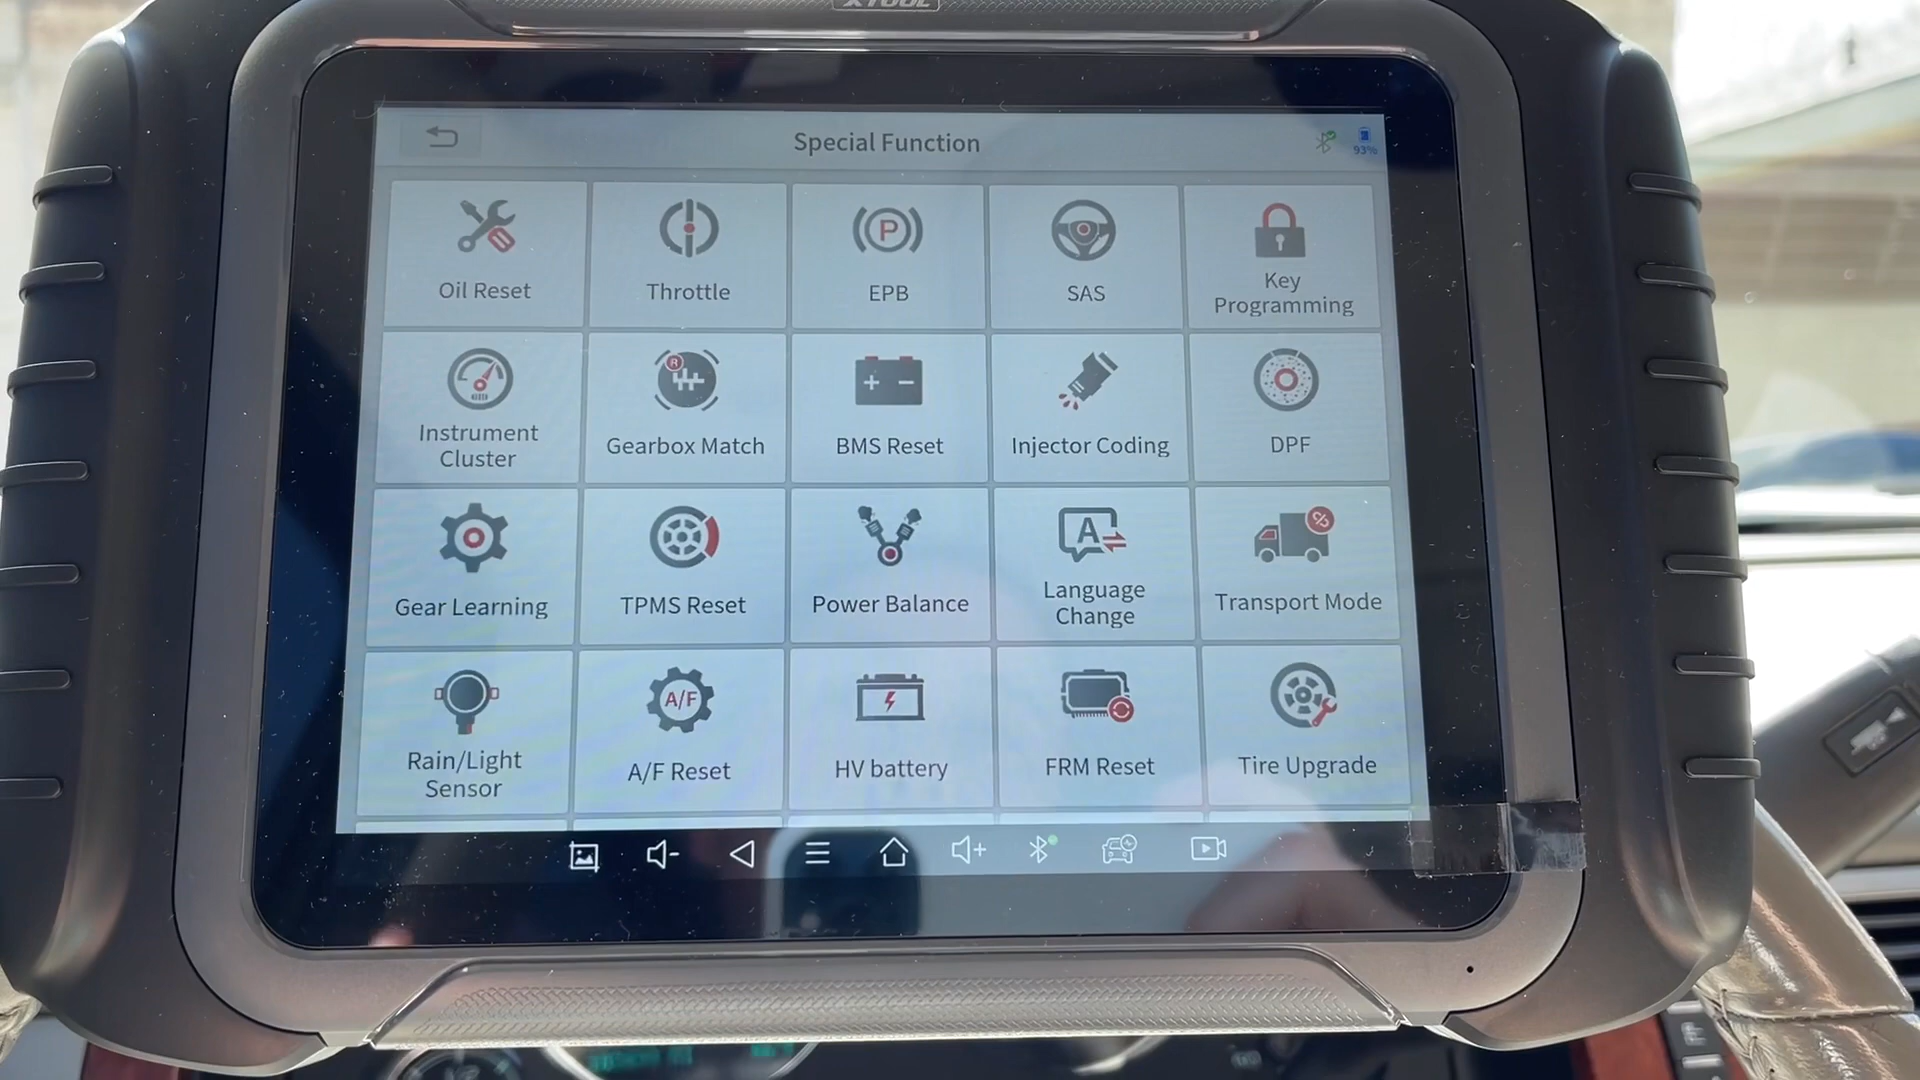 XTOOL
Special Function
93%
Oil Reset
Throttle
P
EPB
SAS
Key
Programming
Instrument
Cluster
R
Gearbox Match
+ -
BMS Reset
Injector Coding
DPF
Gear Learning
TPMS Reset
Power Balance
A
Language
Change
Transport Mode
Rain/Light
Sensor
A/F
A/F Reset
HV battery
FRM Reset
Tire Upgrade